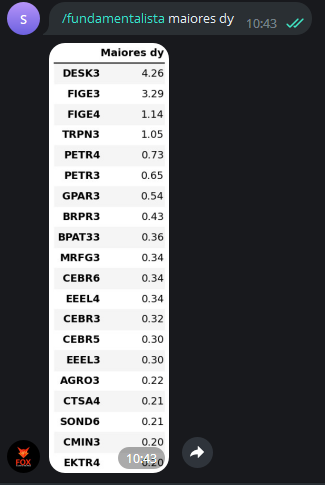 S
/fundamentalista maiores dy 10:43
Maiores dy
DESK3 4.26
FIGE3 3.29
FIGE4 1.14
TRPN3 1.05
PETR4 0.73
PETR3 0.65
GPAR3 0.54
BRPR3 0.43
BPAT33 0.36
MRFG3 0.34
CEBR6 0.34
EEEL4 0.34
CEBR3 0.32
CEBR5 0.30
EEEL3 0.30
AGRO3 0.22
CTSA4 0.21
SOND6 0.21
CMIN3 0.20
EKTR4 0.20
10:43
FOX